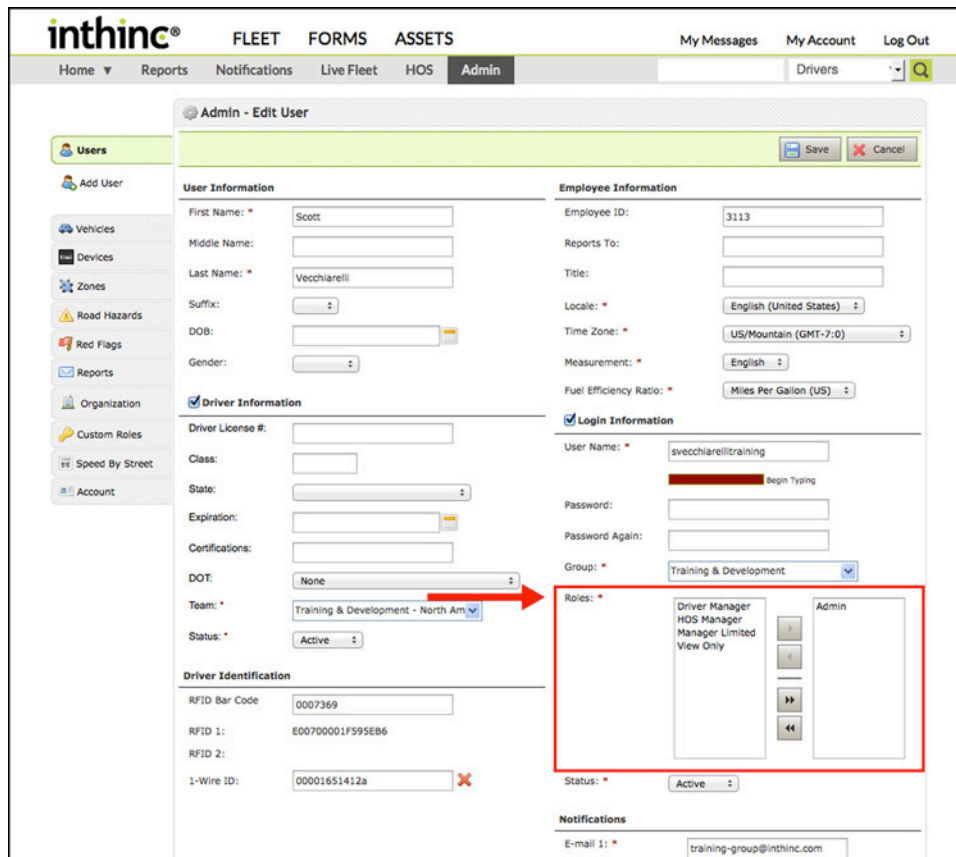 inthinc®
FLEET FORMS ASSETS
My Messages My Account Log Out
Home ▼ Reports Notifications Live Fleet HOS Admin
Drivers
Admin - Edit User
Save Cancel
Users
Add User
Vehicles
Devices
Zones
Road Hazards
Red Flags
Reports
Organization
Custom Roles
Speed By Street
Account
User Information
First Name: * Scott
Middle Name:
Last Name: * Vecchiarelli
Suffix:
DOB:
Gender:
Driver Information
Driver License #:
Class:
State:
Expiration:
Certifications:
DOT: None
Team: * Training & Development - North Am
Status: * Active
Driver Identification
RFID Bar Code 0007369
RFID 1: E00700001F595EB6
RFID 2:
1-Wire ID: 00001651412a
Employee Information
Employee ID: 3113
Reports To:
Title:
Locale: * English (United States)
Time Zone: * US/Mountain (GMT-7:0)
Measurement: * English
Fuel Efficiency Ratio: * Miles Per Gallon (US)
Login Information
User Name: * svecchiarellitraining
Begin Typing
Password:
Password Again:
Group: * Training & Development
Roles: *
Driver Manager
HOS Manager
Manager Limited
View Only
Admin
Status: * Active
Notifications
E-mail 1: * training-group@inthinc.com